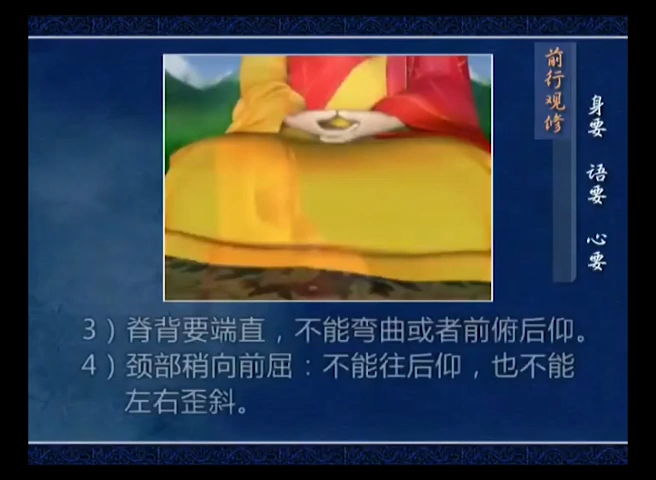 前行观修
身要 语要 心要
3）脊背要端直，不能弯曲或者前俯后仰。
4）颈部稍向前屈：不能往后仰，也不能
左右歪斜。